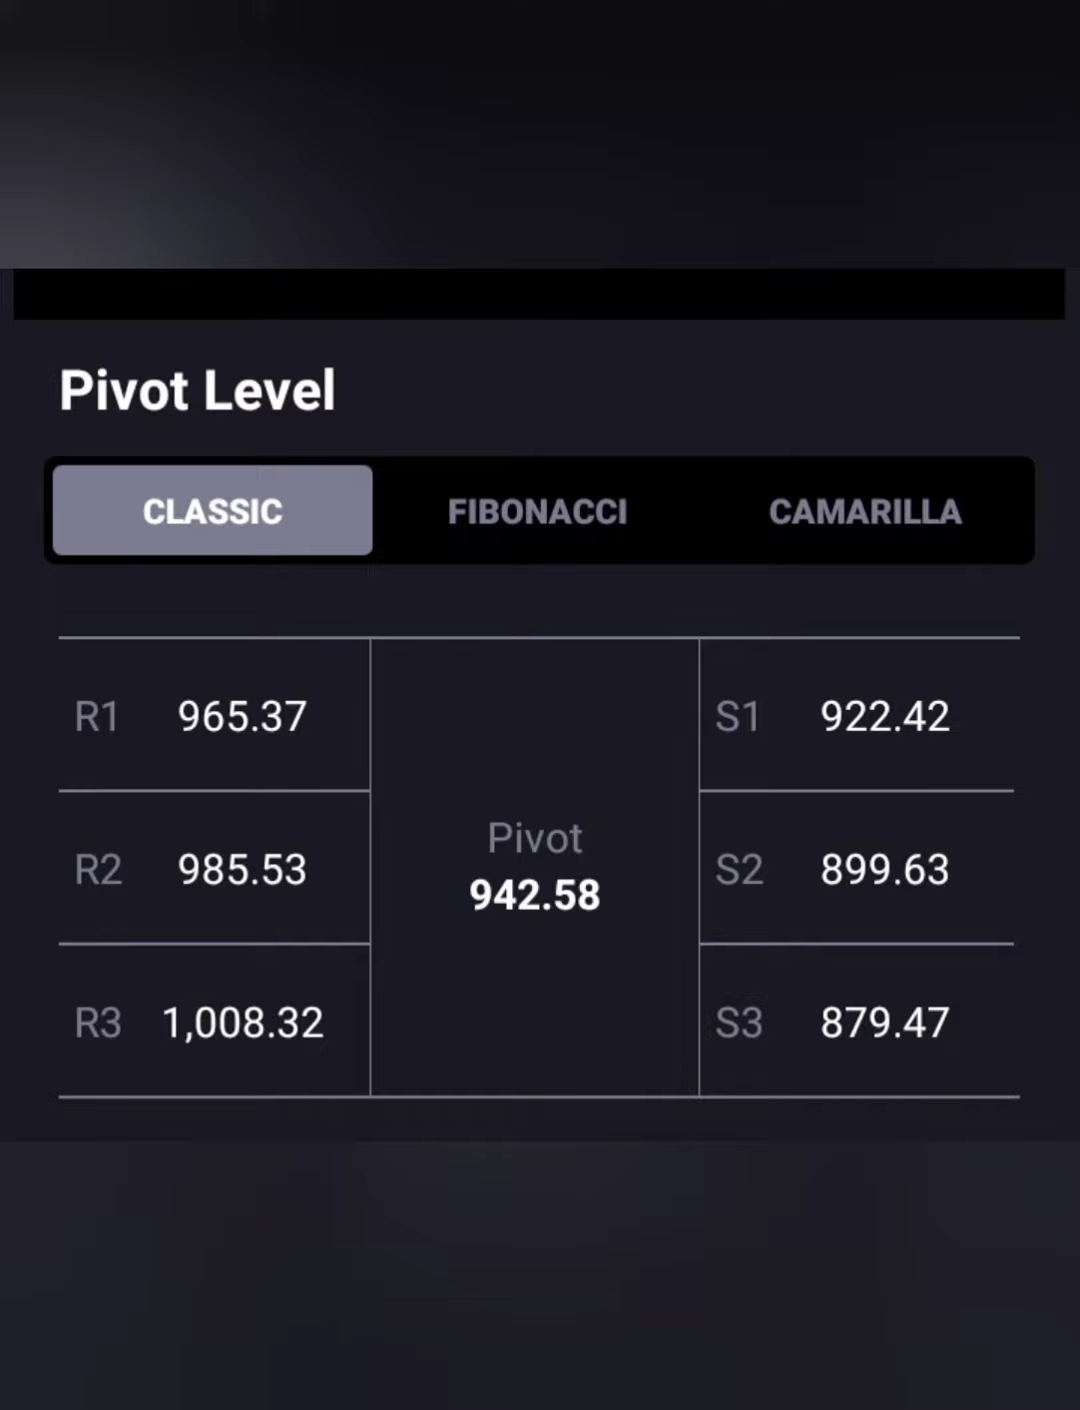 Pivot Level
CLASSIC FIBONACCI CAMARILLA
R1 965.37 S1 922.42
Pivot
R2 985.53 S2 899.63
942.58
R3 1,008.32 S3 879.47